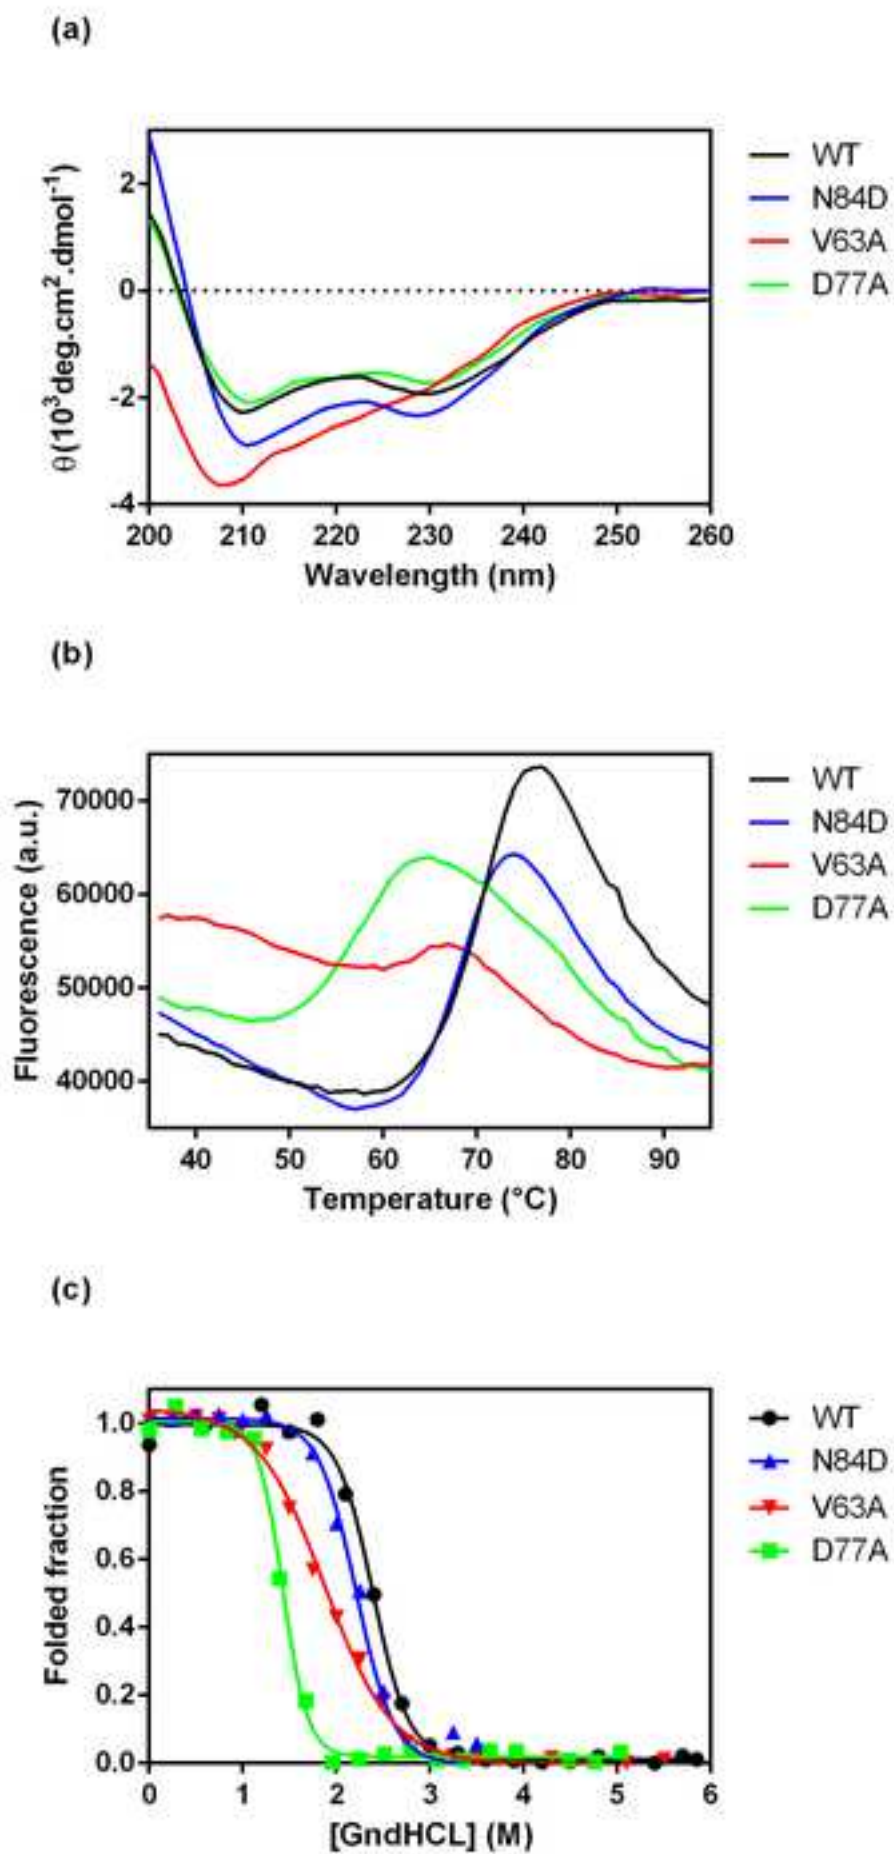 (a)
θ(10³deg.cm².dmol⁻¹)
2
0
-2
-4
200 210 220 230 240 250 260
Wavelength (nm)
WT
N84D
V63A
D77A
(b)
Fluorescence (a.u.)
70000
60000
50000
40000
40 50 60 70 80 90
Temperature (°C)
WT
N84D
V63A
D77A
(c)
Folded fraction
1.0
0.8
0.6
0.4
0.2
0.0
0 1 2 3 4 5 6
[GndHCL] (M)
WT
N84D
V63A
D77A